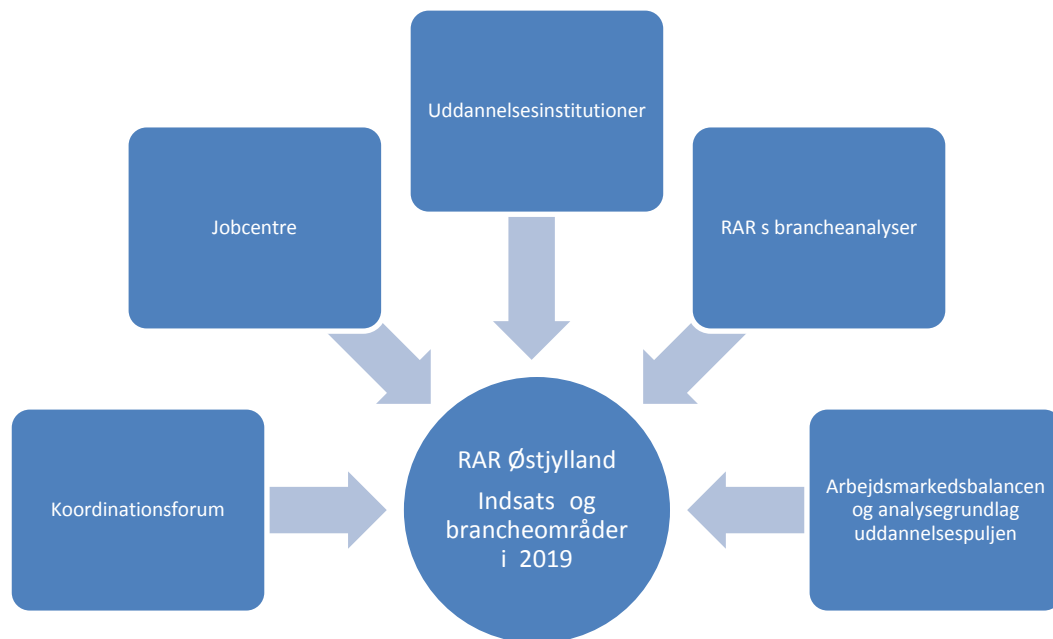 Uddannelsesinstitutioner
Jobcentre
RAR s brancheanalyser
Koordinationsforum
RAR Østjylland
Indsats og
brancheområder
i 2019
Arbejdsmarkedsbalancen
og analysegrundlag
uddannelsespuljen